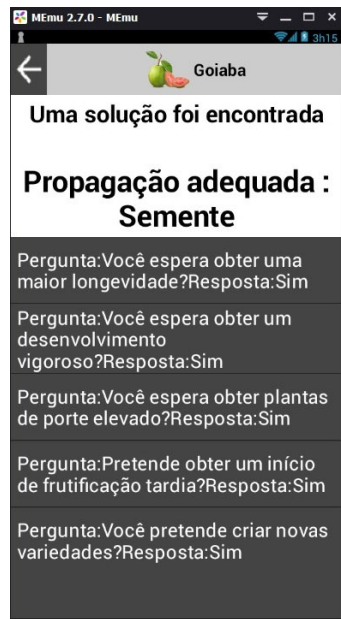 MEmu 2.7.0 - MEmu
3h15
Goiaba
Uma solução foi encontrada
Propagação adequada :
Semente
Pergunta:Você espera obter uma
maior longevidade?Resposta:Sim
Pergunta:Você espera obter um
desenvolvimento
vigoroso?Resposta:Sim
Pergunta:Você espera obter plantas
de porte elevado?Resposta:Sim
Pergunta:Pretende obter um início
de frutificação tardia?Resposta:Sim
Pergunta:Você pretende criar novas
variedades?Resposta:Sim